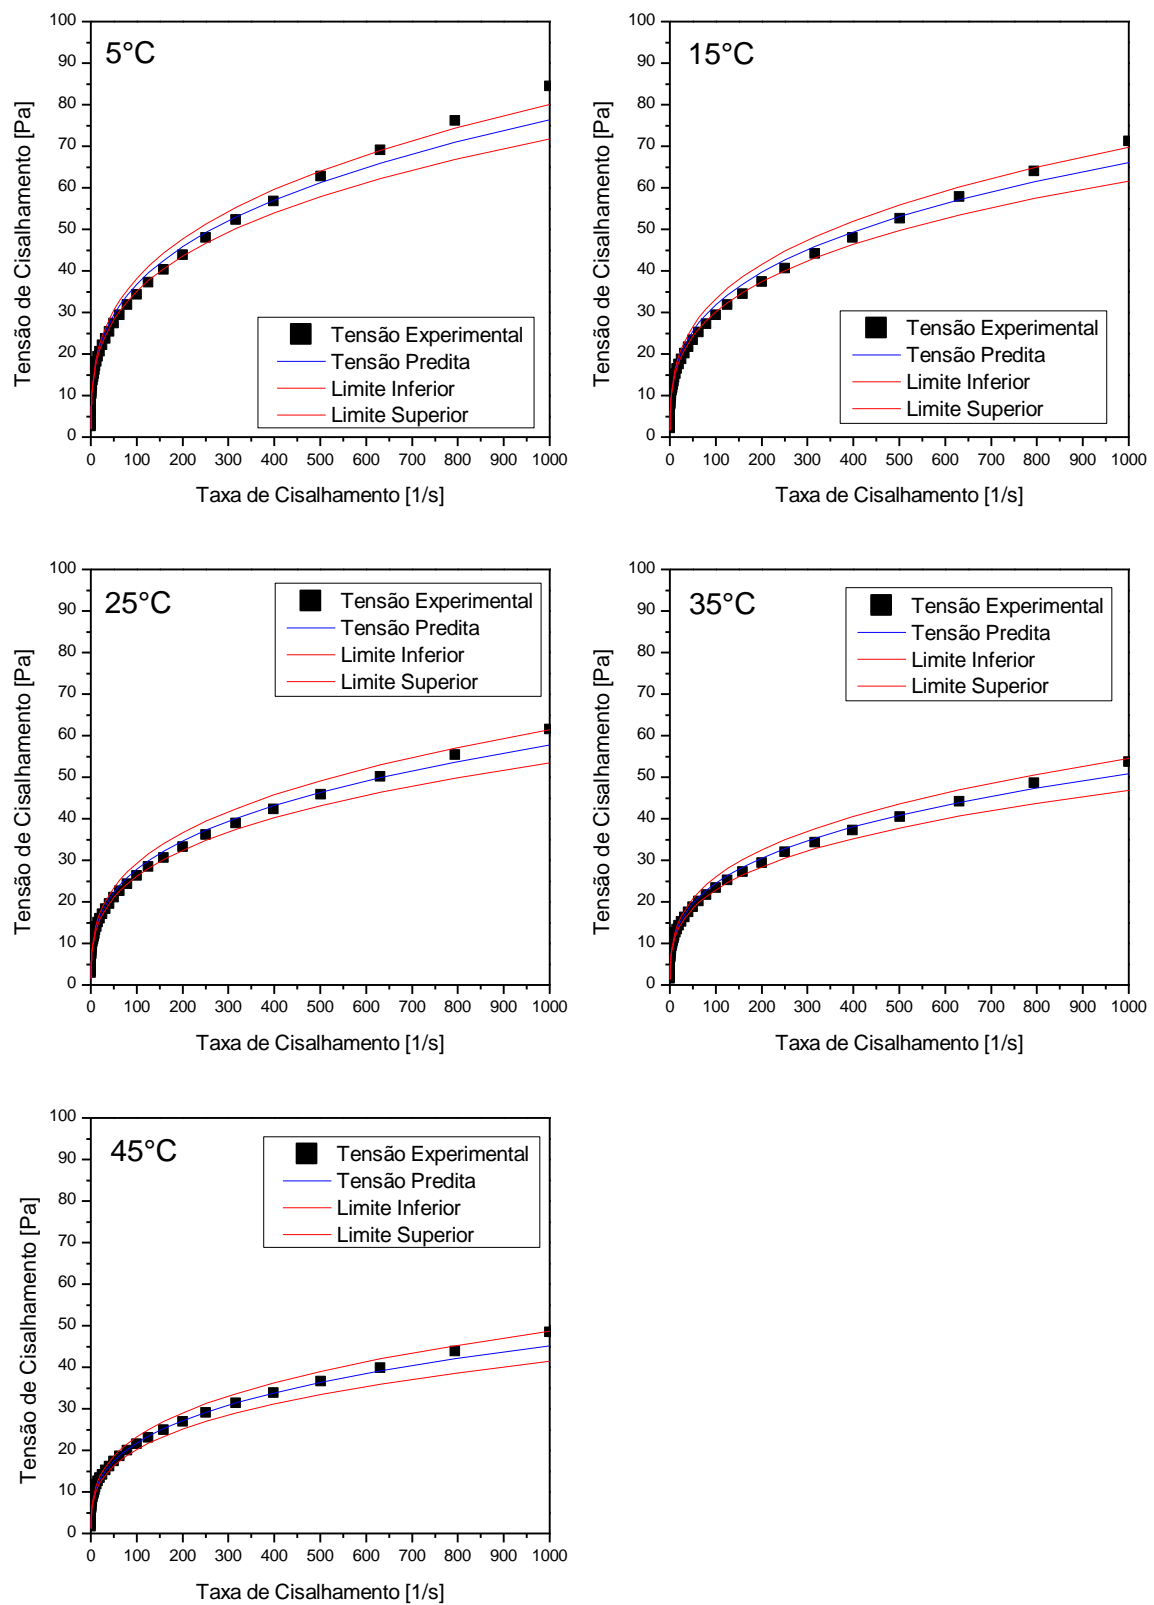 100
90
80
70
60
50
40
30
20
10
0
Tensão de Cisalhamento [Pa]
5°C
Tensão Experimental
Tensão Predita
Limite Inferior
Limite Superior
0 100 200 300 400 500 600 700 800 900 1000
Taxa de Cisalhamento [1/s]
100
90
80
70
60
50
40
30
20
10
0
Tensão de Cisalhamento [Pa]
15°C
Tensão Experimental
Tensão Predita
Limite Inferior
Limite Superior
0 100 200 300 400 500 600 700 800 900 1000
Taxa de Cisalhamento [1/s]
100
90
80
70
60
50
40
30
20
10
0
Tensão de Cisalhamento [Pa]
25°C
Tensão Experimental
Tensão Predita
Limite Inferior
Limite Superior
0 100 200 300 400 500 600 700 800 900 1000
Taxa de Cisalhamento [1/s]
100
90
80
70
60
50
40
30
20
10
0
Tensão de Cisalhamento [Pa]
35°C
Tensão Experimental
Tensão Predita
Limite Inferior
Limite Superior
0 100 200 300 400 500 600 700 800 900 1000
Taxa de Cisalhamento [1/s]
100
90
80
70
60
50
40
30
20
10
0
Tensão de Cisalhamento [Pa]
45°C
Tensão Experimental
Tensão Predita
Limite Inferior
Limite Superior
0 100 200 300 400 500 600 700 800 900 1000
Taxa de Cisalhamento [1/s]